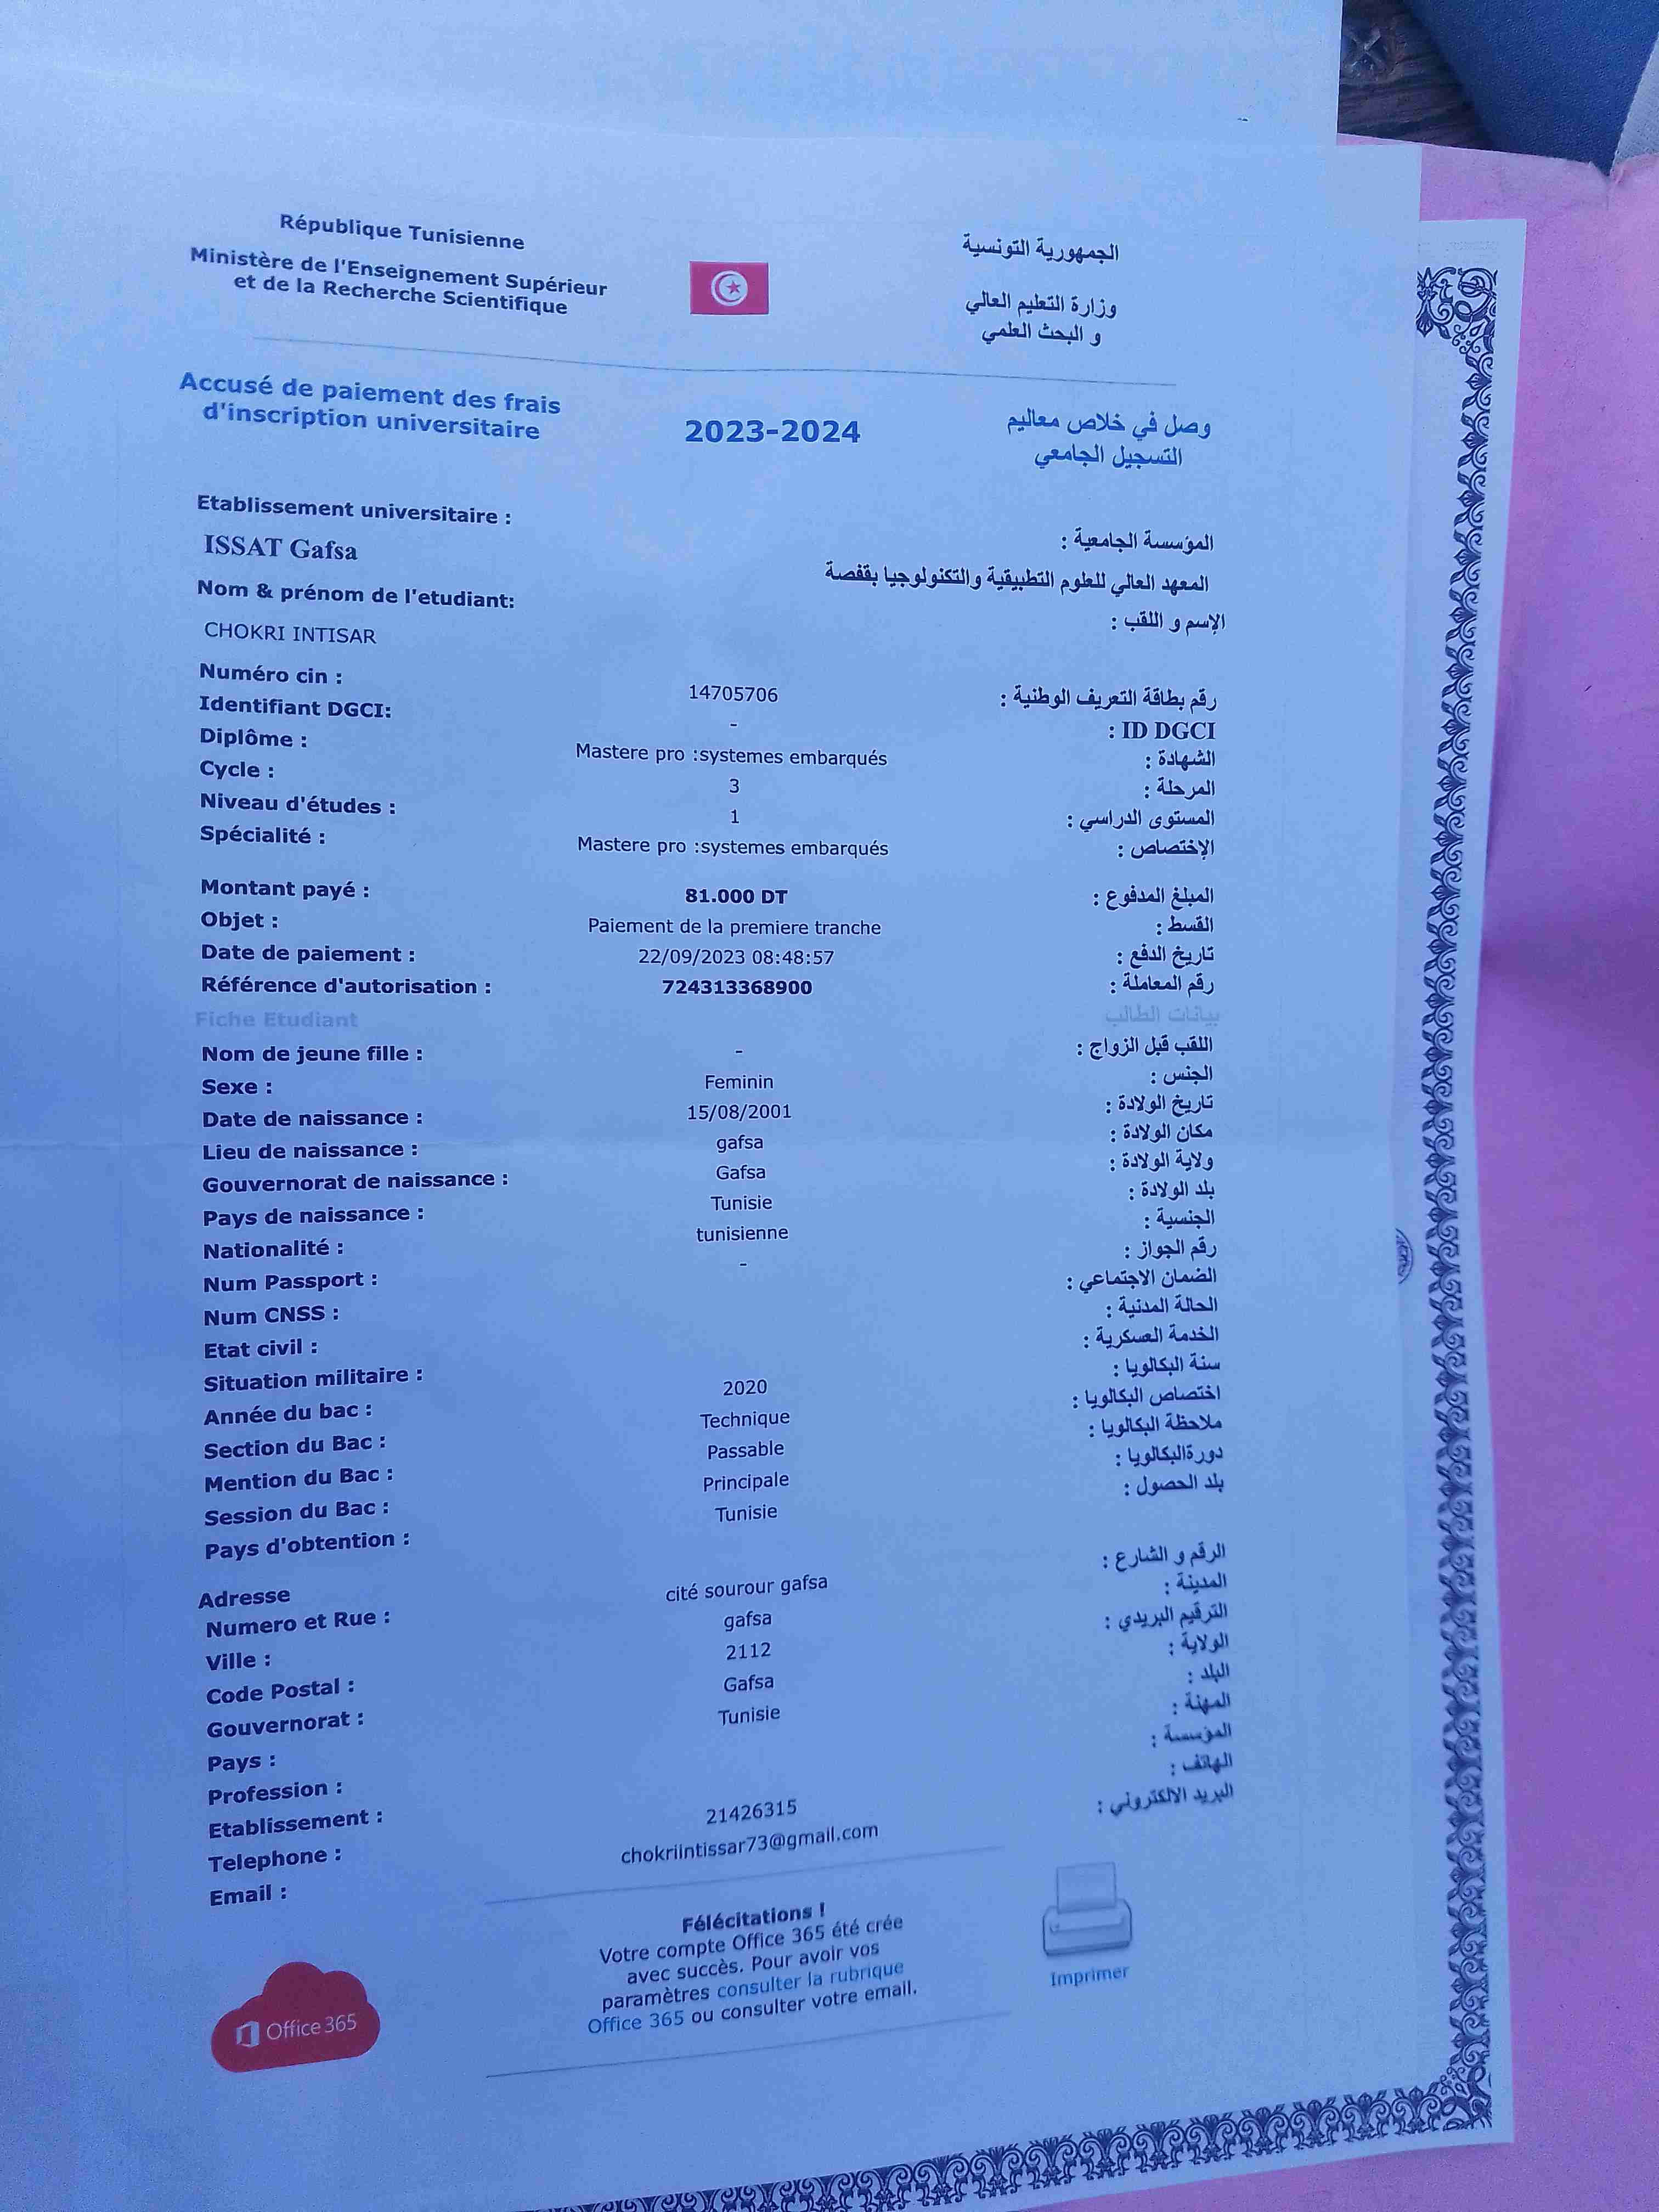 République Tunisienne
Ministère de l'Enseignement Supérieur
et de la Recherche Scientifique
الجمهورية التونسية
وزارة التعليم العالي
و البحث العلمي
Accusé de paiement des frais
d'inscription universitaire
2023-2024
وصل في خلاص معاليم
التسجيل الجامعي
Etablissement universitaire :
المؤسسة الجامعية :
ISSAT Gafsa
المعهد العالي للعلوم التطبيقية والتكنولوجيا بقفصة
Nom & prénom de l'etudiant:
الإسم و اللقب :
CHOKRI INTISAR
Numéro cin : 14705706 رقم بطاقة التعريف الوطنية :
Identifiant DGCI: - ID DGCI :
Diplôme : Mastere pro :systemes embarqués الشهادة :
Cycle : 3 المرحلة :
Niveau d'études : 1 المستوى الدراسي :
Spécialité : Mastere pro :systemes embarqués الإختصاص :
Montant payé : 81.000 DT المبلغ المدفوع :
Objet : Paiement de la premiere tranche القسط :
Date de paiement : 22/09/2023 08:48:57 تاريخ الدفع :
Référence d'autorisation : 724313368900 رقم المعاملة :
Fiche Etudiant بيانات الطالب
Nom de jeune fille : - اللقب قبل الزواج :
Sexe : Feminin الجنس :
Date de naissance : 15/08/2001 تاريخ الولادة :
Lieu de naissance : gafsa مكان الولادة :
Gouvernorat de naissance : Gafsa ولاية الولادة :
Pays de naissance : Tunisie بلد الولادة :
Nationalité : tunisienne الجنسية :
Num Passport : - رقم الجواز :
Num CNSS : الضمان الاجتماعي :
Etat civil : الحالة المدنية :
Situation militaire : الخدمة العسكرية :
Année du bac : 2020 سنة البكالويا :
Section du Bac : Technique اختصاص البكالويا :
Mention du Bac : Passable ملاحظة البكالويا :
Session du Bac : Principale دورةالبكالويا :
Pays d'obtention : Tunisie بلد الحصول :
Adresse
Numero et Rue : cité sourour gafsa الرقم و الشارع :
Ville : gafsa المدينة :
Code Postal : 2112 الترقيم البريدي :
Gouvernorat : Gafsa الولاية :
Pays : Tunisie البلد :
Profession : المهنة :
Etablissement : المؤسسة :
Telephone : 21426315 الهاتف :
Email : chokriintissar73@gmail.com البريد الالكتروني :
Félécitations !
Votre compte Office 365 été crée
avec succès. Pour avoir vos
paramètres consulter la rubrique
Office 365 ou consulter votre email.
Imprimer
Office 365